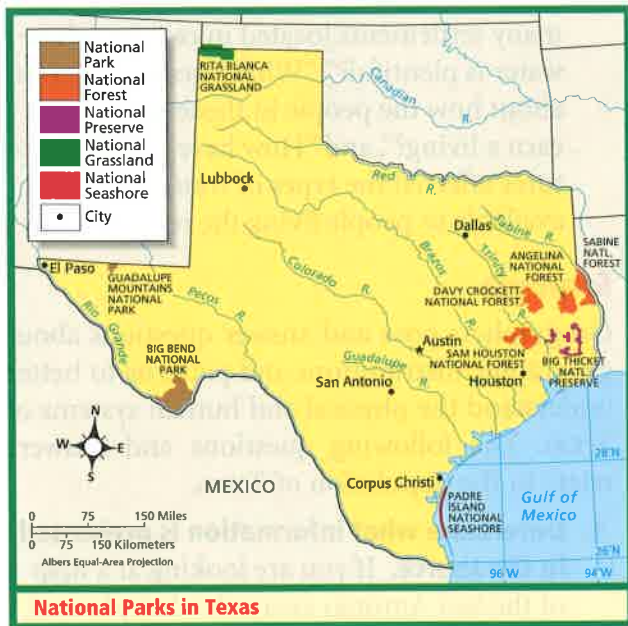 National
Park
National
Forest
National
Preserve
National
Grassland
National
Seashore
City
RITA BLANCA
NATIONAL
GRASSLAND
Canadian
R.
Lubbock
Red
R.
Dallas
Sabine R.
SABINE
NATL.
FOREST
ANGELINA
NATIONAL
FOREST
Trinity
R.
Brazos
R.
DAVY CROCKETT
NATIONAL FOREST
El Paso
GUADALUPE
MOUNTAINS
NATIONAL
PARK
Rio
Grande
Pecos
R.
Colorado
R.
BIG BEND
NATIONAL
PARK
Austin
SAM HOUSTON
NATIONAL FOREST
BIG THICKET
NATL.
PRESERVE
Guadalupe
R.
San Antonio
Houston
N
W
E
S
28°N
MEXICO
Corpus Christi
PADRE
ISLAND
NATIONAL
SEASHORE
Gulf of
Mexico
0 75 150 Miles
0 75 150 Kilometers
Albers Equal-Area Projection
26°N
96°W
94°W
National Parks in Texas